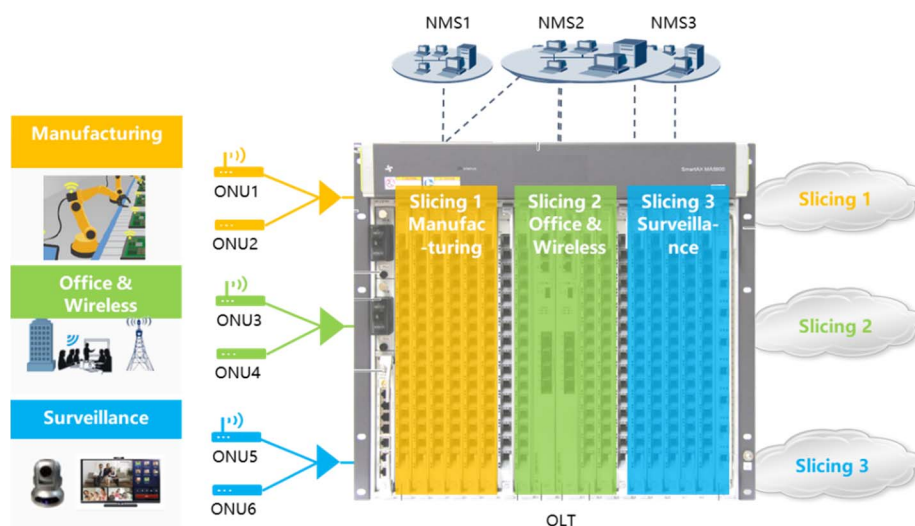 NMS1
NMS2
NMS3
Manufacturing
ONU1
ONU2
Office &
Wireless
ONU3
ONU4
Surveillance
ONU5
ONU6
Slicing 1
Manufac
-turing
Slicing 2
Office &
Wireless
Slicing 3
Surveilla-
nce
Slicing 1
Slicing 2
Slicing 3
OLT